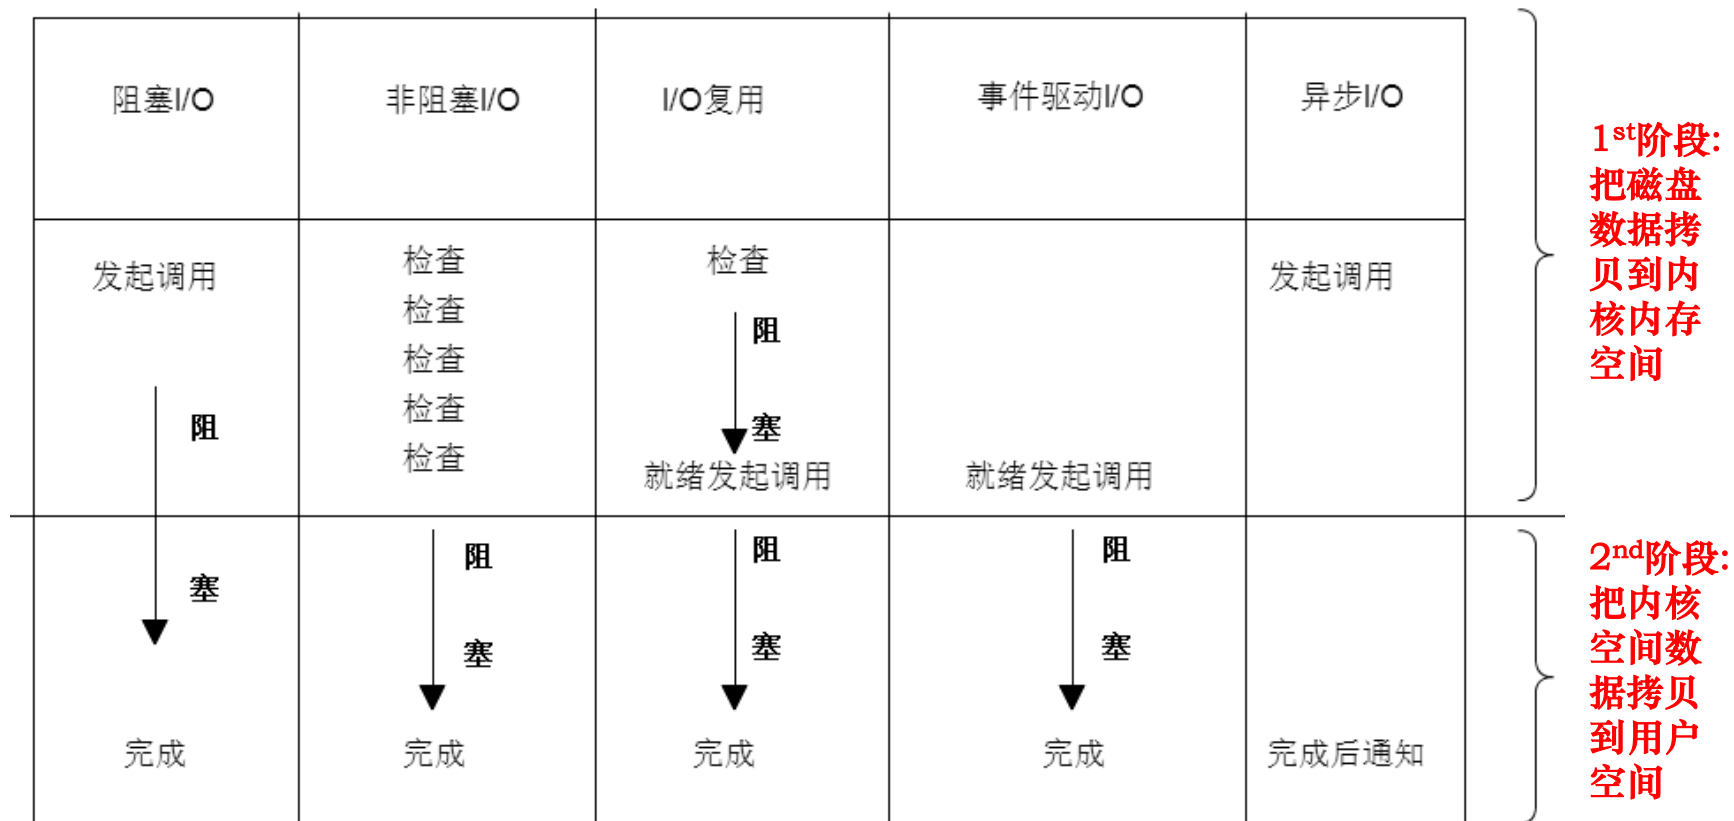 阻塞I/O
非阻塞I/O
I/O复用
事件驱动I/O
异步I/O
发起调用
阻
塞
完成
检查
检查
检查
检查
检查
阻
塞
完成
检查
阻
塞
就绪发起调用
阻
塞
完成
就绪发起调用
阻
塞
完成
发起调用
完成后通知
1st阶段:
把磁盘
数据拷
贝到内
核内存
空间
2nd阶段:
把内核
空间数
据拷贝
到用户
空间